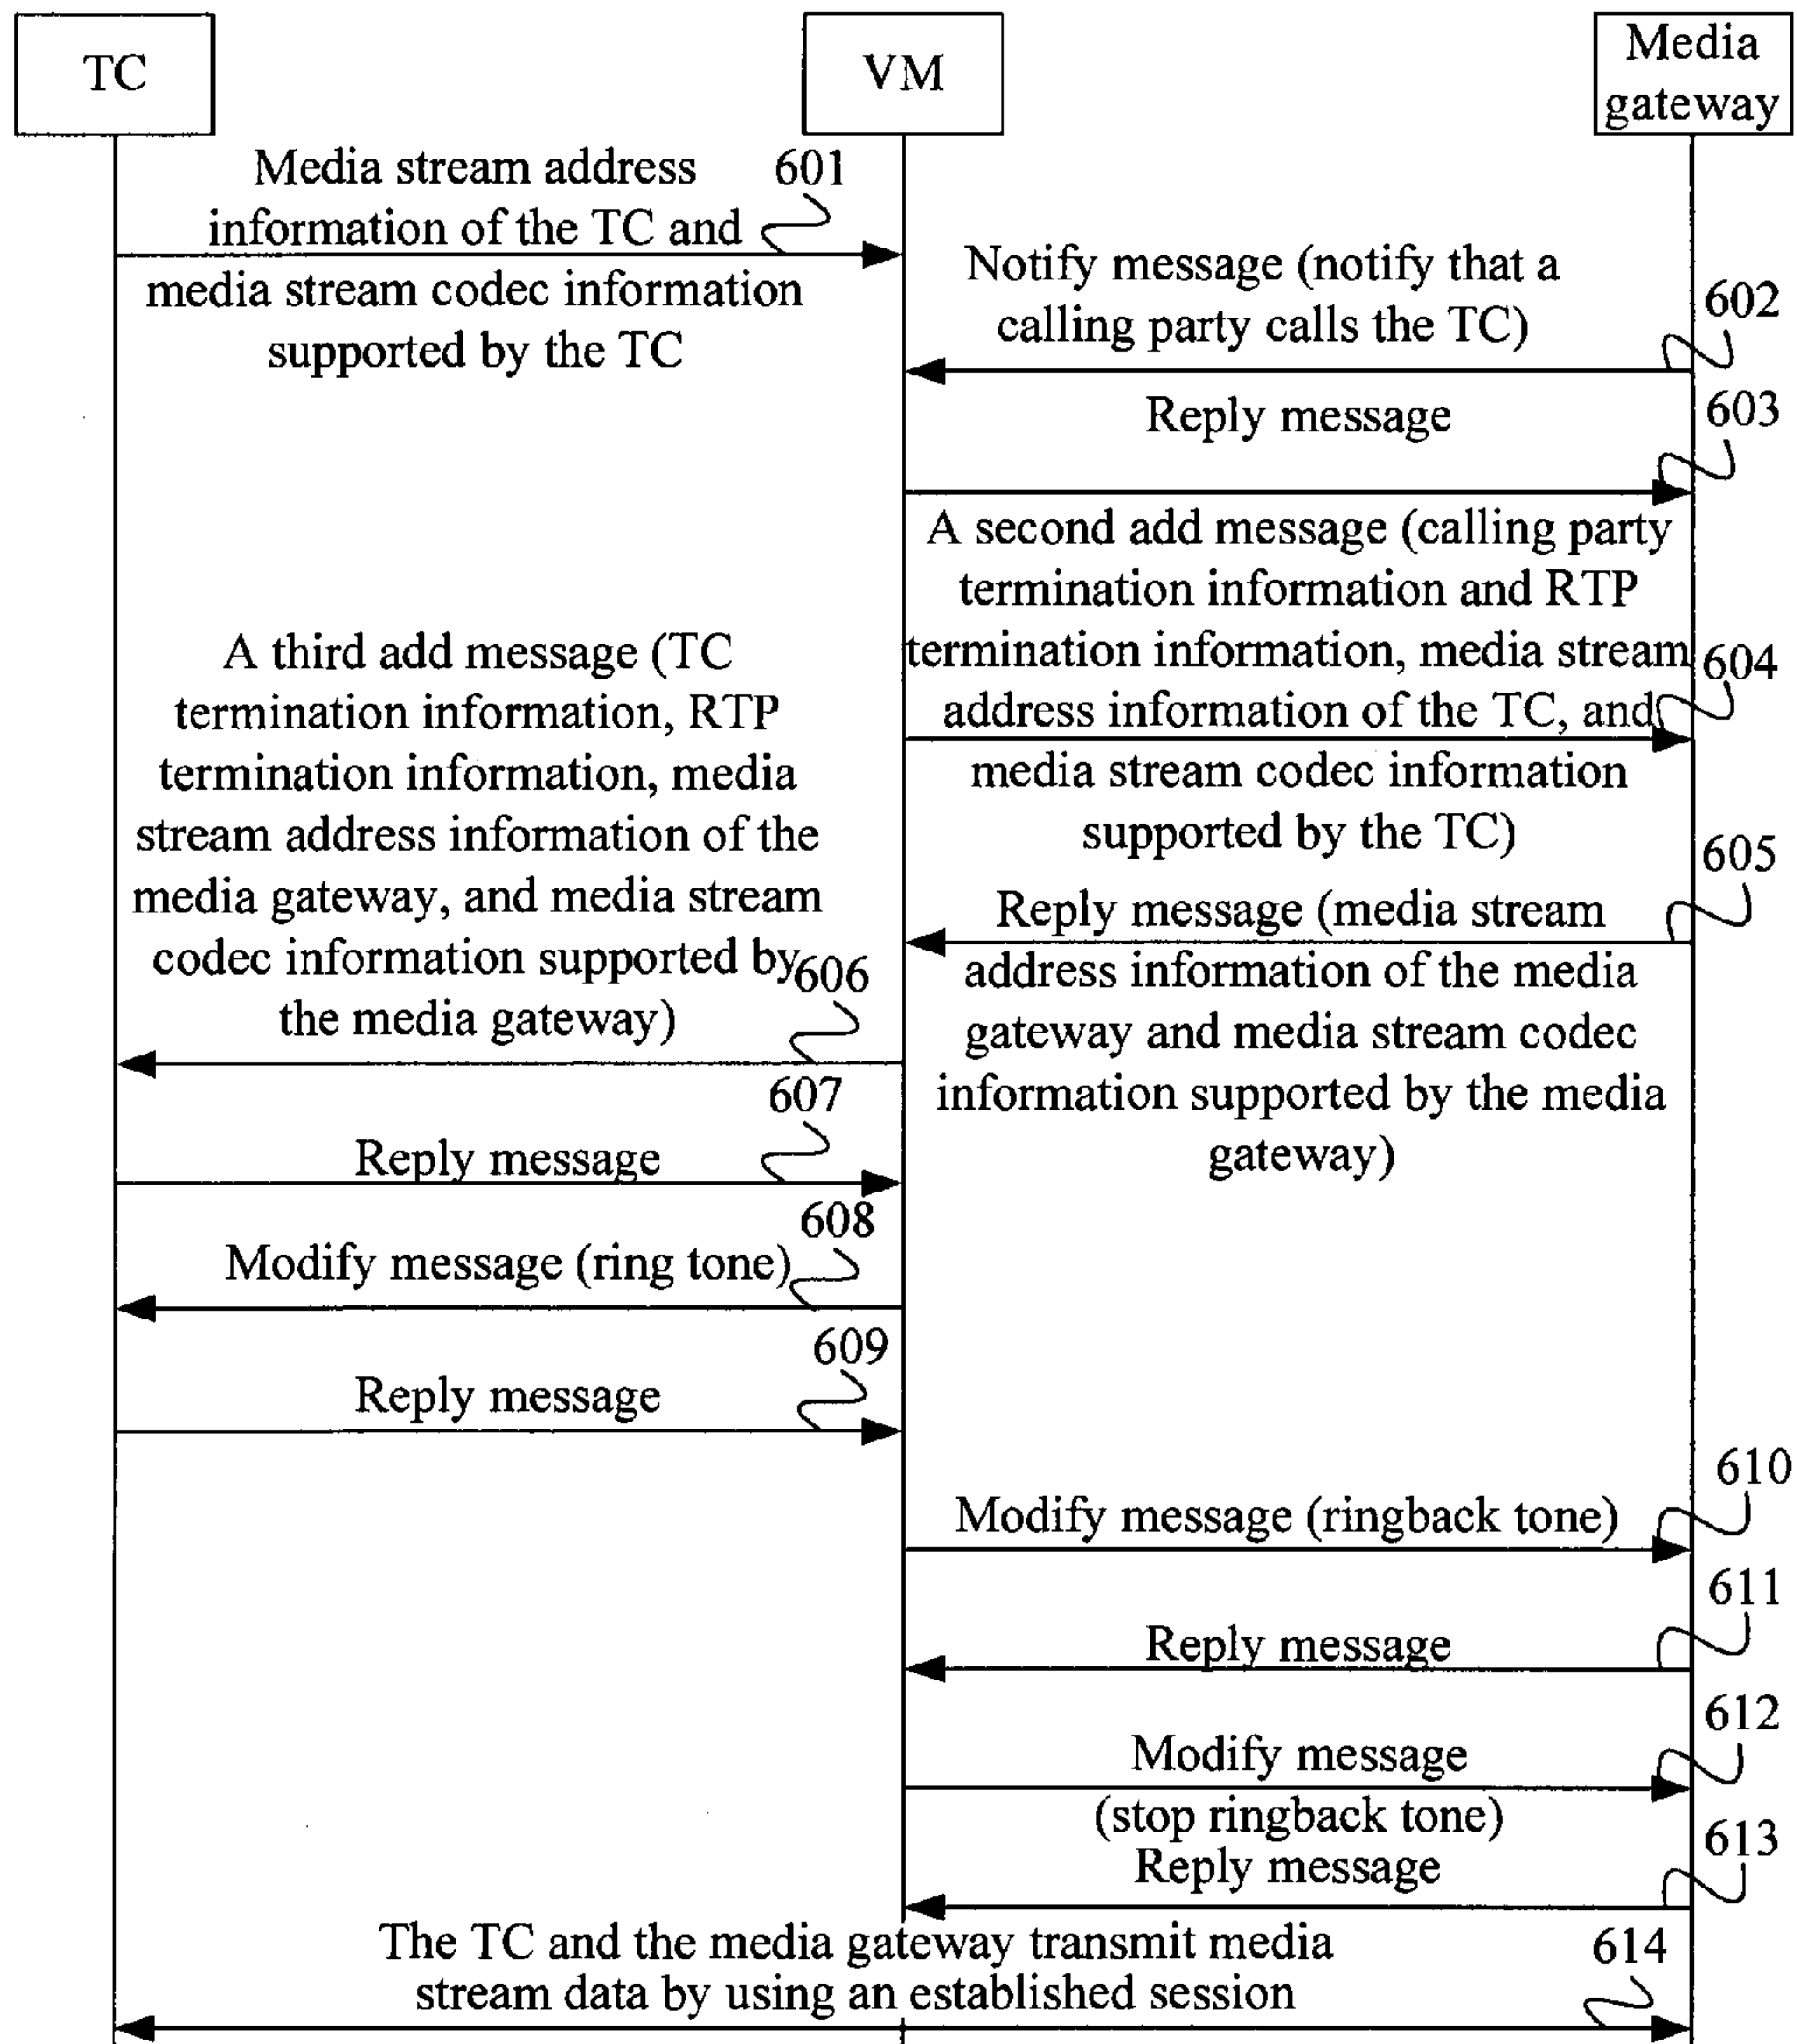 TC
VM
Media
gateway
Media stream address
information of the TC and
media stream codec information
supported by the TC
601
Notify message (notify that a
calling party calls the TC)
602
Reply message
603
A second add message (calling party
termination information and RTP
termination information, media stream
address information of the TC, and
media stream codec information
supported by the TC)
604
Reply message (media stream
address information of the media
gateway and media stream codec
information supported by the media
gateway)
605
A third add message (TC
termination information, RTP
termination information, media
stream address information of the
media gateway, and media stream
codec information supported by
the media gateway)
606
Reply message
607
Modify message (ring tone)
608
Reply message
609
Modify message (ringback tone)
610
Reply message
611
Modify message
(stop ringback tone)
612
Reply message
613
The TC and the media gateway transmit media
stream data by using an established session
614